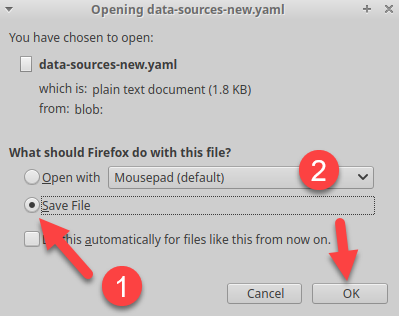 Opening data-sources-new.yaml
You have chosen to open:
data-sources-new.yaml
which is: plain text document (1.8 KB)
from: blob:
What should Firefox do with this file?
2
Open with Mousepad (default)
Save File
this automatically for files like this from now on.
1
Cancel OK